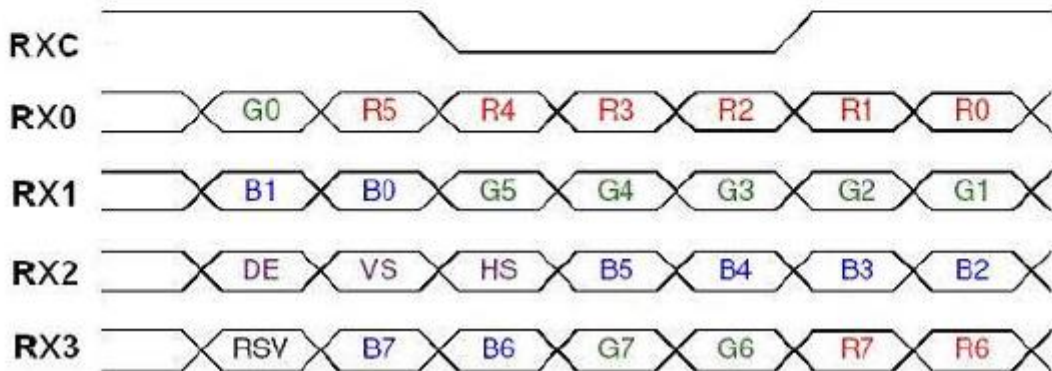 RXC
RX0 G0 R5 R4 R3 R2 R1 R0
RX1 B1 B0 G5 G4 G3 G2 G1
RX2 DE VS HS B5 B4 B3 B2
RX3 RSV B7 B6 G7 G6 R7 R6